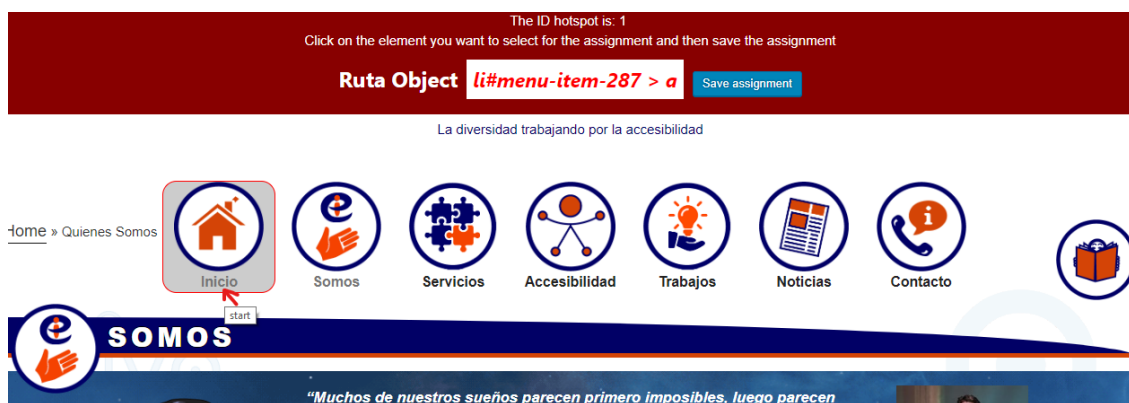 The ID hotspot is: 1
Click on the element you want to select for the assignment and then save the assignment
Ruta Object li#menu-item-287 > a Save assignment
La diversidad trabajando por la accesibilidad
Home » Quienes Somos
Inicio Somos Servicios Accesibilidad Trabajos Noticias Contacto
start
SOMOS
“Muchos de nuestros sueños parecen primero imposibles, luego parecen